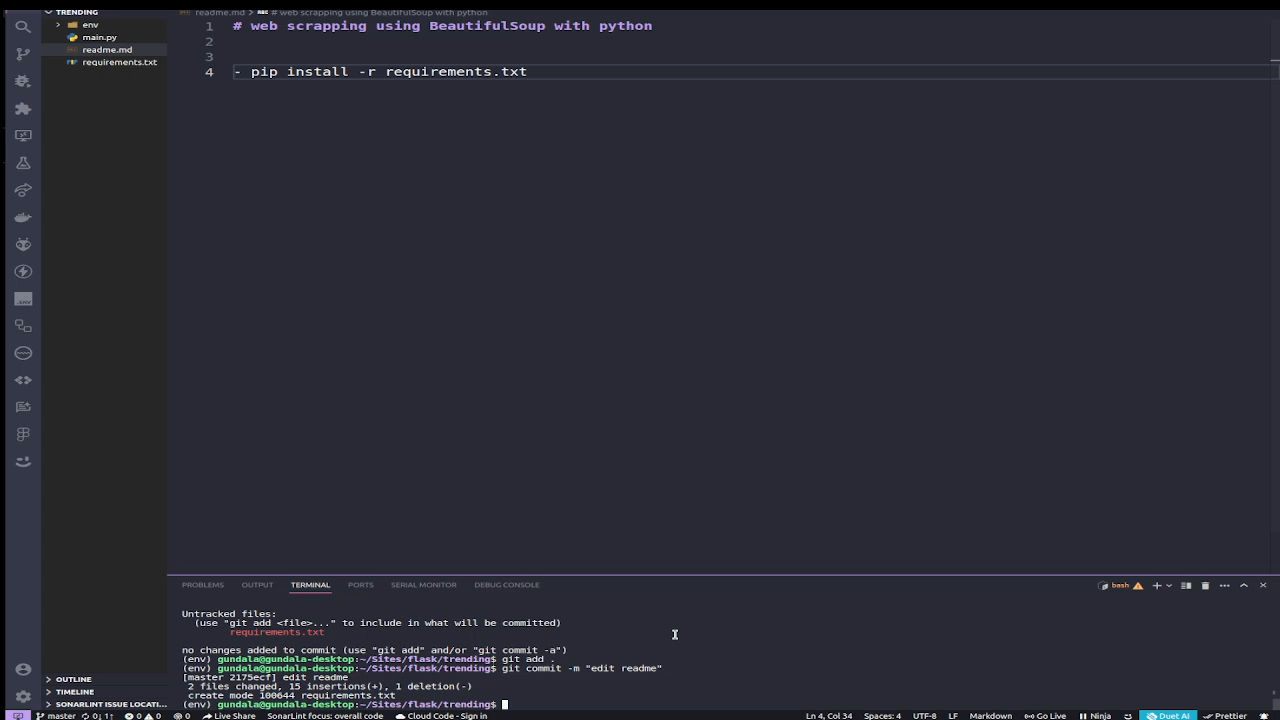 TRENDING
env
main.py
readme.md
requirements.txt
readme.md > # web scrapping using BeautifulSoup with python
1 # web scrapping using BeautifulSoup with python
2
3
4 - pip install -r requirements.txt
PROBLEMS OUTPUT TERMINAL PORTS SERIAL MONITOR DEBUG CONSOLE
bash
Untracked files:
(use "git add <file>..." to include in what will be committed)
requirements.txt
no changes added to commit (use "git add" and/or "git commit -a")
(env) gundala@gundala-desktop:~/Sites/flask/trending$ git add .
(env) gundala@gundala-desktop:~/Sites/flask/trending$ git commit -m "edit readme"
[master 2175ecf] edit readme
2 files changed, 15 insertions(+), 1 deletion(-)
create mode 100644 requirements.txt
(env) gundala@gundala-desktop:~/Sites/flask/trending$
OUTLINE
TIMELINE
SONARLINT ISSUE LOCATI...
master 0↓ 1↑ 0 0 0 Live Share SonarLint focus: overall code Cloud Code - Sign in Ln 4, Col 34 Spaces: 4 UTF-8 LF Markdown Go Live Ninja Duet AI Prettier